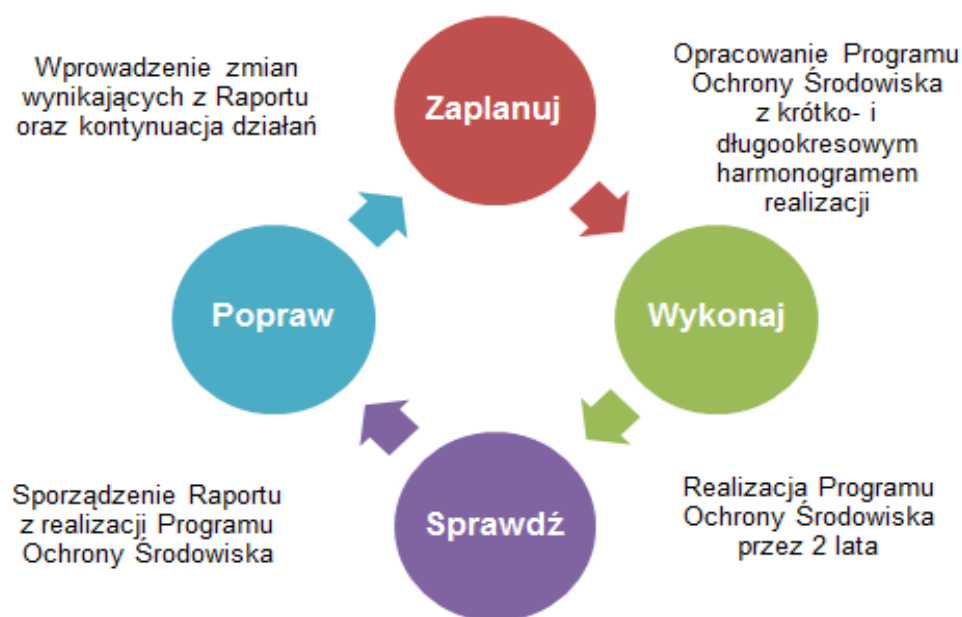 Wprowadzenie zmian
wynikających z Raportu
oraz kontynuacja działań
Zaplanuj
Opracowanie Programu
Ochrony Środowiska
z krótko- i
długookresowym
harmonogramem
realizacji
Popraw
Wykonaj
Sporządzenie Raportu
z realizacji Programu
Ochrony Środowiska
Sprawdź
Realizacja Programu
Ochrony Środowiska
przez 2 lata